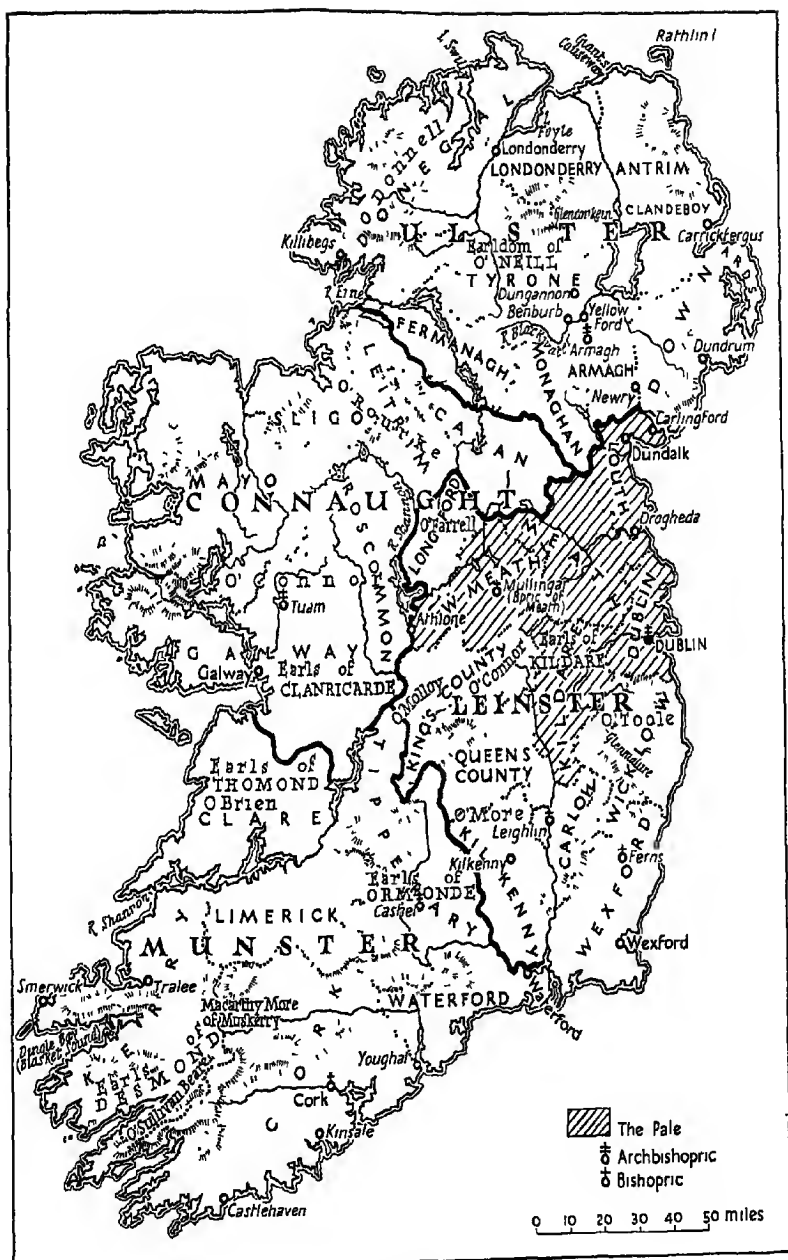 Rathlin I
Giants
Causeway
L. Swilly
L
Foyle
Londonderry
LONDONDERRY
ANTRIM
O'Donnell
DONEGAL
CLANDEBOY
Carrickfergus
ULSTER
Killibegs
Earldom of
O'NEILL
TYRONE
Dungannon
Benburb
Yellow
Ford
R Erne
ARDS
DOWN
Armagh
ARMAGH
Dundrum
FERMANAGH
MONAGHAN
Newry
Carlingford
Dundalk
LOUTH
LEITRIM
O'Rourke
SLIGO
CAVAN
MAYO
CONNAUGHT
ROSCOMMON
R Shannon
LONGFORD
O'Farrell
Drogheda
MEATH
W-MEATH
Mullingar
(Bpric of
Meath)
O'Connor
Tuam
Athlone
DUBLIN
DUBLIN
Earls of
KILDARE
KILDARE
GALWAY
Galway
Earls of
CLANRICARDE
O'Molloy
KING'S COUNTY
O'Connor
LEINSTER
O'Toole
Glenmalure
WICKLOW
QUEENS
COUNTY
Earls of
THOMOND
O'Brien
CLARE
TIPPERARY
O'More
Leighlin
CARLOW
Kilkenny
KILKENNY
Ferns
WEXFORD
Earls of
ORMONDE
Cashel
R Shannon
LIMERICK
MUNSTER
Wexford
Smerwick
Tralee
WATERFORD
Waterford
Macarthy More
of Muskerry
Dingle Bay
(Blasket Sound)
KERRY
Earls of
DESMOND
O'Sullivan Beare
CORK
Youghal
Cork
Kinsale
Castlehaven
The Pale
Archbishopric
Bishopric
0 10 20 30 40 50 miles